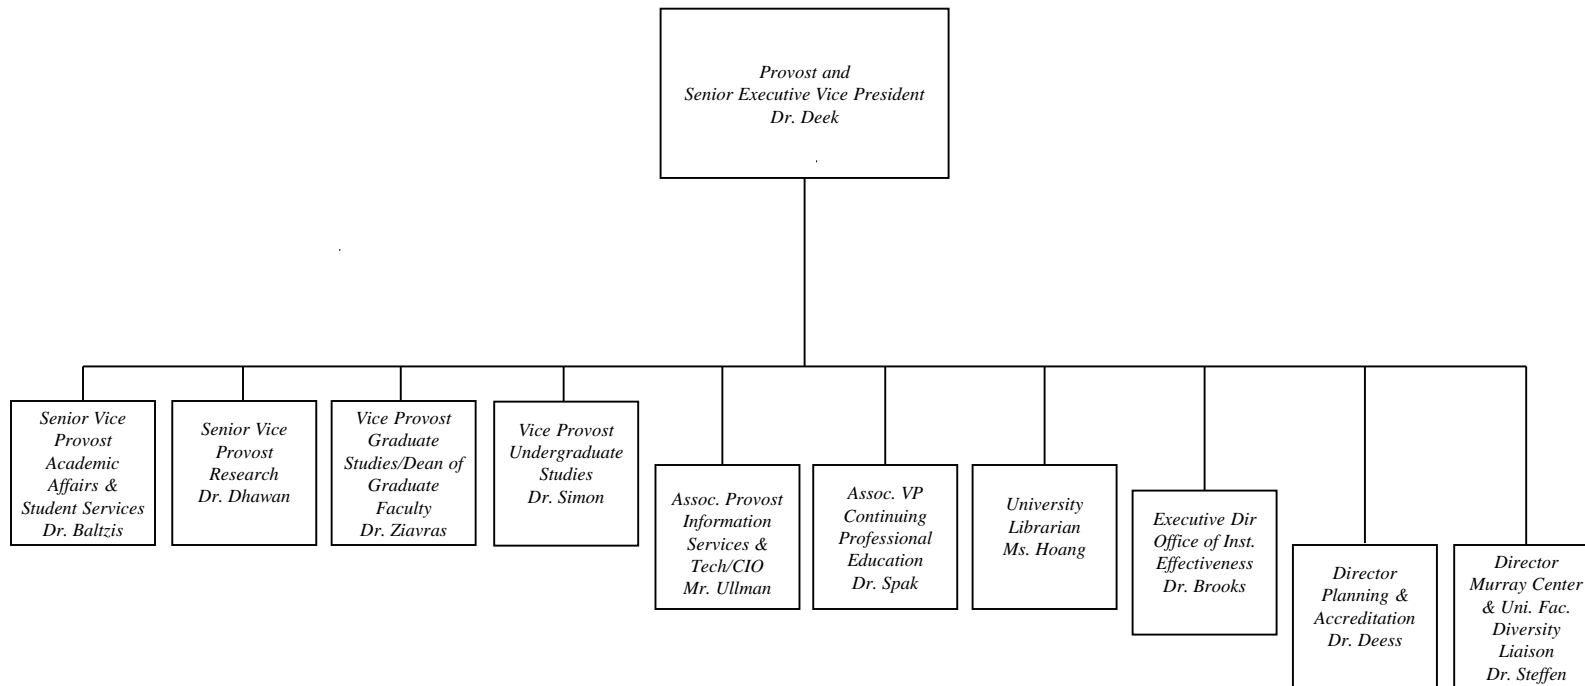 Provost and
Senior Executive Vice President
Dr. Deek
Senior Vice
Provost
Academic
Affairs &
Student Services
Dr. Baltzis
Senior Vice
Provost
Research
Dr. Dhawan
Vice Provost
Graduate
Studies/Dean of
Graduate
Faculty
Dr. Ziavras
Vice Provost
Undergraduate
Studies
Dr. Simon
Assoc. Provost
Information
Services &
Tech/CIO
Mr. Ullman
Assoc. VP
Continuing
Professional
Education
Dr. Spak
University
Librarian
Ms. Hoang
Executive Dir
Office of Inst.
Effectiveness
Dr. Brooks
Director
Planning &
Accreditation
Dr. Deess
Director
Murray Center
& Uni. Fac.
Diversity
Liaison
Dr. Steffen